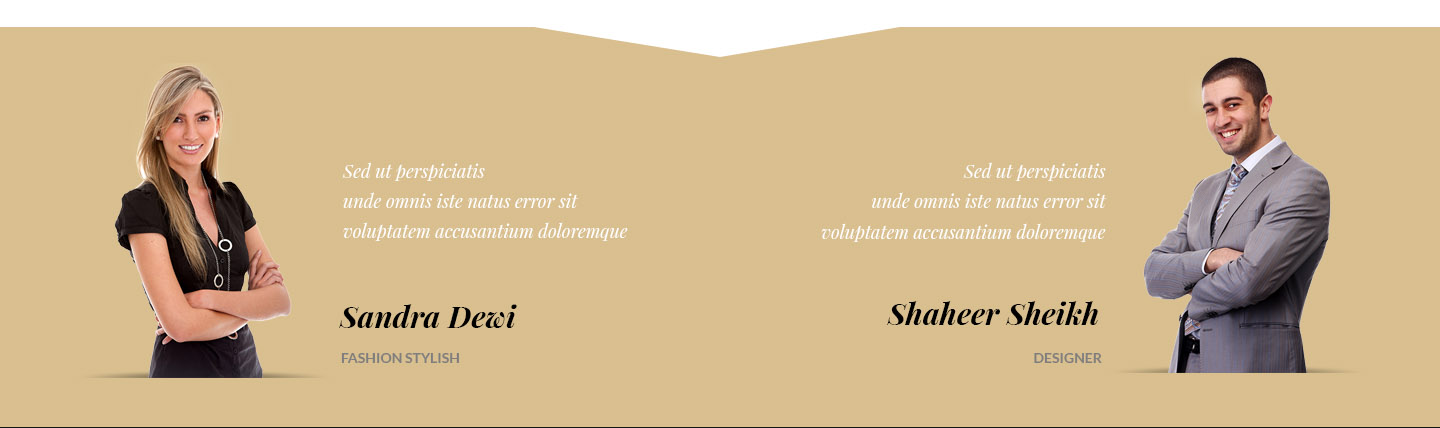 Sed ut perspiciatis
unde omnis iste natus error sit
voluptatem accusantium doloremque
Sandra Dewi
FASHION STYLISH
Sed ut perspiciatis
unde omnis iste natus error sit
voluptatem accusantium doloremque
Shaheer Sheikh
DESIGNER